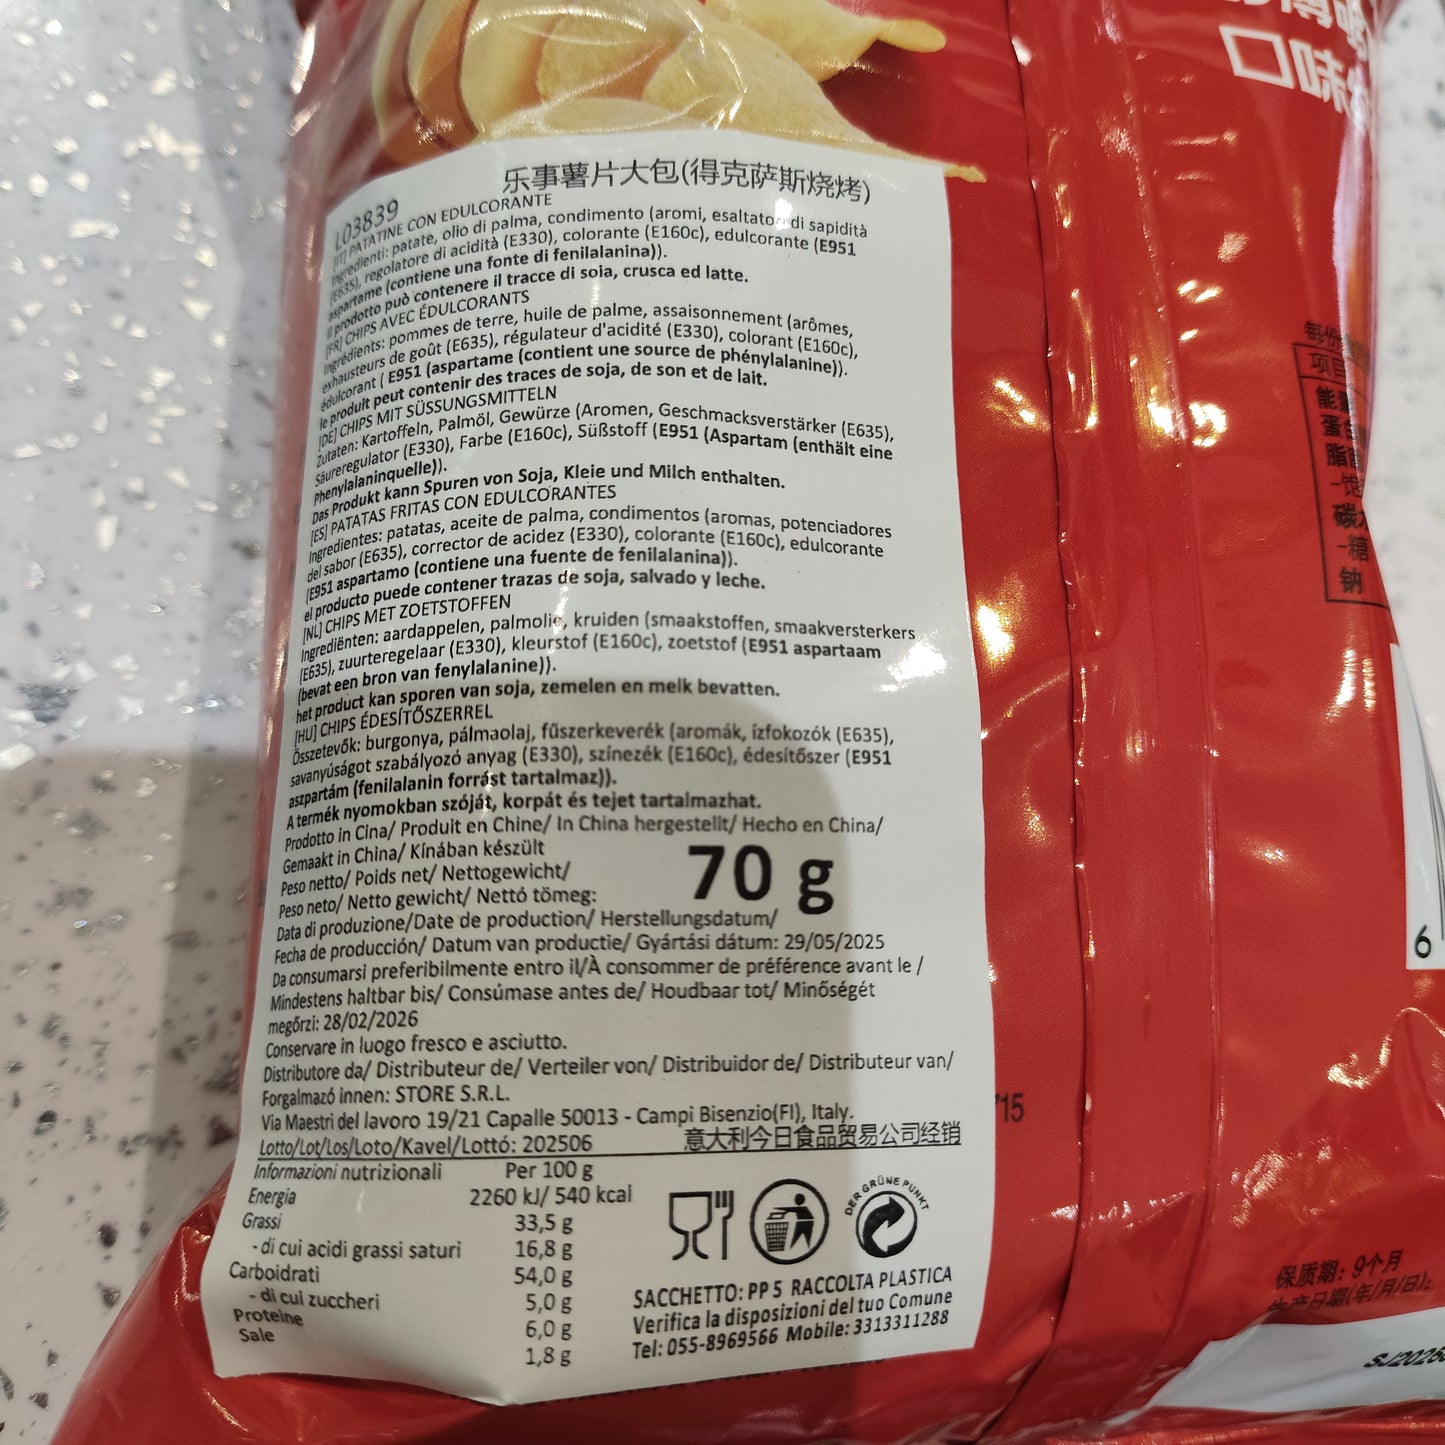 口味
乐事薯片大包(得克萨斯烧烤)
L03839
[IT] PATATINE CON EDULCORANTE
Ingredienti: patate, olio di palma, condimento (aromi, esaltatore di sapidità
(E635), regolatore di acidità (E330), colorante (E160c), edulcorante (E951
aspartame (contiene una fonte di fenilalanina)).
Il prodotto può contenere il tracce di soia, crusca ed latte.
[FR] CHIPS AVEC ÉDULCORANTS
Ingrédients: pommes de terre, huile de palme, assaisonnement (arômes,
exhausteurs de goût (E635), régulateur d'acidité (E330), colorant (E160c),
édulcorant ( E951 (aspartame (contient une source de phénylalanine)).
le produit peut contenir des traces de soja, de son et de lait.
[DE] CHIPS MIT SÜSSUNGSMITTELN
Zutaten: Kartoffeln, Palmöl, Gewürze (Aromen, Geschmacksverstärker (E635),
Säureregulator (E330), Farbe (E160c), Süßstoff (E951 (Aspartam (enthält eine
Phenylalaninquelle)).
Das Produkt kann Spuren von Soja, Kleie und Milch enthalten.
[ES] PATATAS FRITAS CON EDULCORANTES
Ingredientes: patatas, aceite de palma, condimentos (aromas, potenciadores
del sabor (E635), corrector de acidez (E330), colorante (E160c), edulcorante
(E951 aspartamo (contiene una fuente de fenilalanina)).
el producto puede contener trazas de soja, salvado y leche.
[NL] CHIPS MET ZOETSTOFFEN
Ingrediënten: aardappelen, palmolie, kruiden (smaakstoffen, smaakversterkers
(E635), zuurteregelaar (E330), kleurstof (E160c), zoetstof (E951 aspartaam
(bevat een bron van fenylalanine)).
het product kan sporen van soja, zemelen en melk bevatten.
[HU] CHIPS ÉDESÍTŐSZERREL
Összetevők: burgonya, pálmaolaj, fűszerkeverék (aromák, ízfokozók (E635),
savanyúságot szabályozó anyag (E330), színezék (E160c), édesítőszer (E951
aszpartám (fenilalanin forrást tartalmaz)).
A termék nyomokban szóját, korpát és tejet tartalmazhat.
Prodotto in Cina/ Produit en Chine/ In China hergestellt/ Hecho en China/
Gemaakt in China/ Kínában készült
Peso netto/ Poids net/ Nettogewicht/
Peso neto/ Netto gewicht/ Nettó tömeg:
70 g
Data di produzione/Date de production/ Herstellungsdatum/
Fecha de producción/ Datum van productie/ Gyártási dátum: 29/05/2025
Da consumarsi preferibilmente entro il/À consommer de préférence avant le /
Mindestens haltbar bis/ Consúmase antes de/ Houdbaar tot/ Minőségét
megőrzi: 28/02/2026
Conservare in luogo fresco e asciutto.
Distributore da/ Distributeur de/ Verteiler von/ Distribuidor de/ Distributeur van/
Forgalmazó innen: STORE S.R.L.
Via Maestri del lavoro 19/21 Capalle 50013 - Campi Bisenzio(FI), Italy.
Lotto/Lot/Los/Loto/Kavel/Lottó: 202506
意大利今日食品贸易公司经销
Informazioni nutrizionali Per 100 g
Energia 2260 kJ/ 540 kcal
Grassi 33,5 g
- di cui acidi grassi saturi 16,8 g
Carboidrati 54,0 g
- di cui zuccheri 5,0 g
Proteine 6,0 g
Sale 1,8 g
DER GRÜNE PUNKT
SACCHETTO: PP 5 RACCOLTA PLASTICA
Verifica la disposizioni del tuo Comune
Tel: 055-8969566 Mobile: 3313311288
每份
项目
能量
蛋白
脂
碳
-糖
钠
6
15
保质期: 9个月
生产日期(年/月/日):